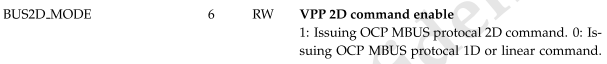 BUS2D_MODE 6 RW VPP 2D command enable
1: Issuing OCP MBUS protocal 2D command. 0: Is-
suing OCP MBUS protocal 1D or linear command.